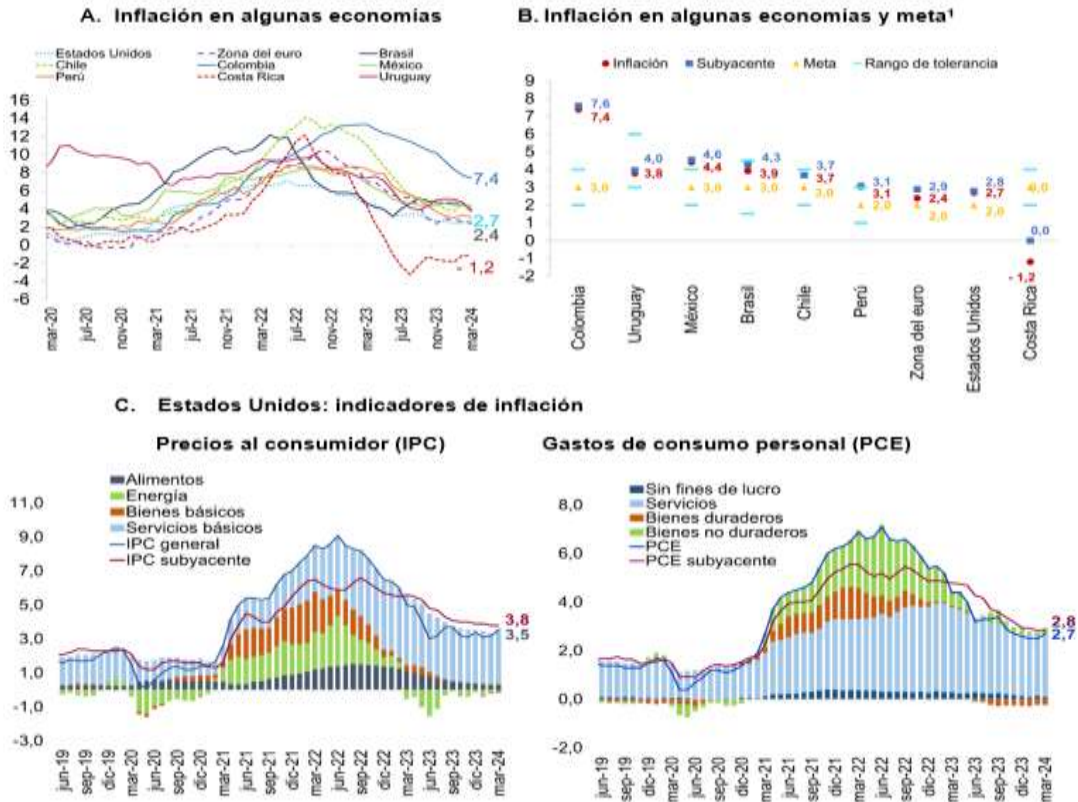 A. Inflación en algunas economías
Estados Unidos
Zona del euro
Brasil
Chile
Colombia
México
Perú
Costa Rica
Uruguay
16
14
12
10
8
6
4
2
0
-2
-4
-6
7,4
2,7
2,4
- 1,2
mar-20
jul-20
nov-20
mar-21
jul-21
nov-21
mar-22
jul-22
nov-22
mar-23
jul-23
nov-23
mar-24
B. Inflación en algunas economías y meta¹
Inflación
Subyacente
Meta
Rango de tolerancia
9
8
7
6
5
4
3
2
1
0
-1
-2
7,6
7,4
3,0
4,0
3,8
4,6
4,4
3,0
4,3
3,9
3,0
3,7
3,7
3,0
3,1
3,1
2,0
2,9
2,4
2,0
2,8
2,7
2,0
0,0
- 1,2
Colombia
Uruguay
México
Brasil
Chile
Perú
Zona del euro
Estados Unidos
Costa Rica
C. Estados Unidos: indicadores de inflación
Precios al consumidor (IPC)
Alimentos
Energía
Bienes básicos
Servicios básicos
IPC general
IPC subyacente
11,0
9,0
7,0
5,0
3,0
1,0
-1,0
-3,0
3,8
3,5
jun-19
sep-19
dic-19
mar-20
jun-20
sep-20
dic-20
mar-21
jun-21
sep-21
dic-21
mar-22
jun-22
sep-22
dic-22
mar-23
jun-23
sep-23
dic-23
mar-24
Gastos de consumo personal (PCE)
Sin fines de lucro
Servicios
Bienes duraderos
Bienes no duraderos
PCE
PCE subyacente
8,0
6,0
4,0
2,0
0,0
-2,0
2,8
2,7
jun-19
sep-19
dic-19
mar-20
jun-20
sep-20
dic-20
mar-21
jun-21
sep-21
dic-21
mar-22
jun-22
sep-22
dic-22
mar-23
jun-23
sep-23
dic-23
mar-24